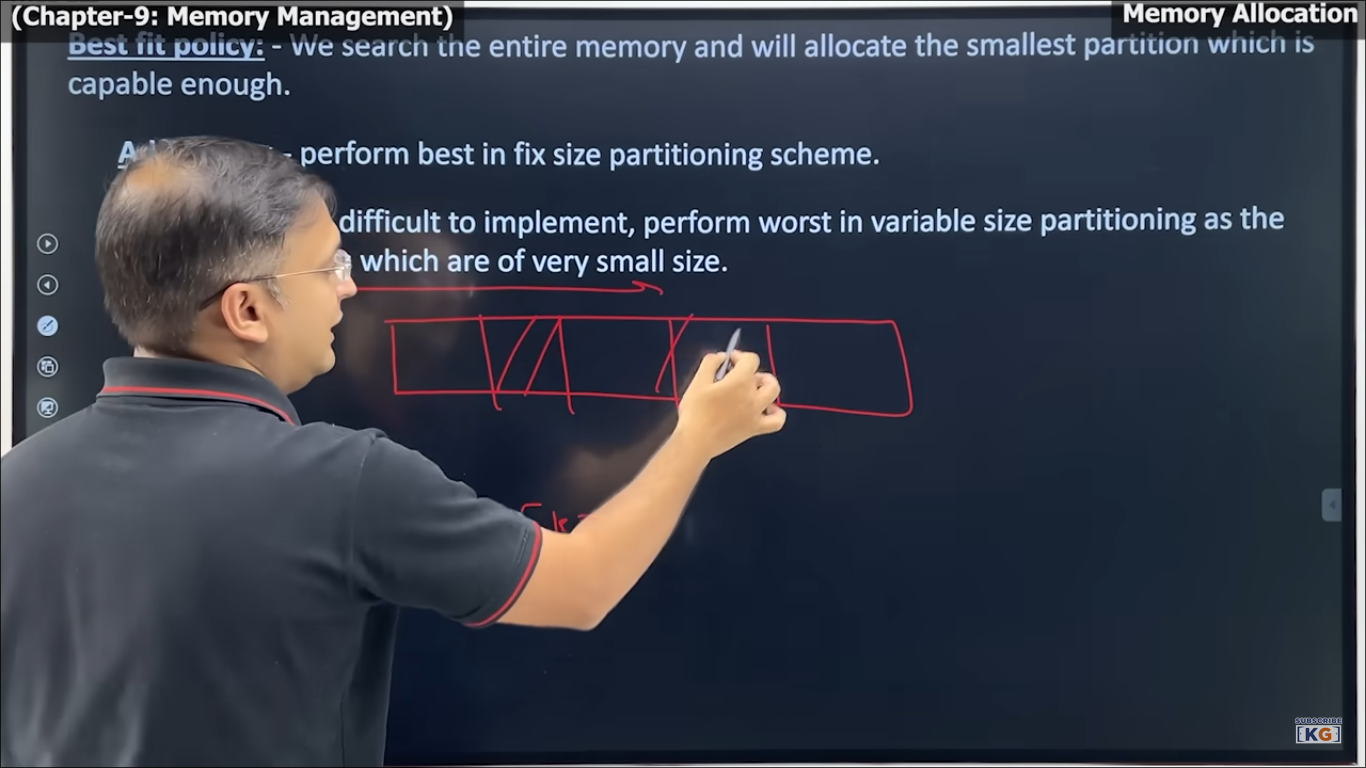 (Chapter-9: Memory Management)
Memory Allocation
Best fit policy: - We search the entire memory and will allocate the smallest partition which is
capable enough.
- perform best in fix size partitioning scheme.
difficult to implement, perform worst in variable size partitioning as the
which are of very small size.
SUBSCRIBE
[KG]